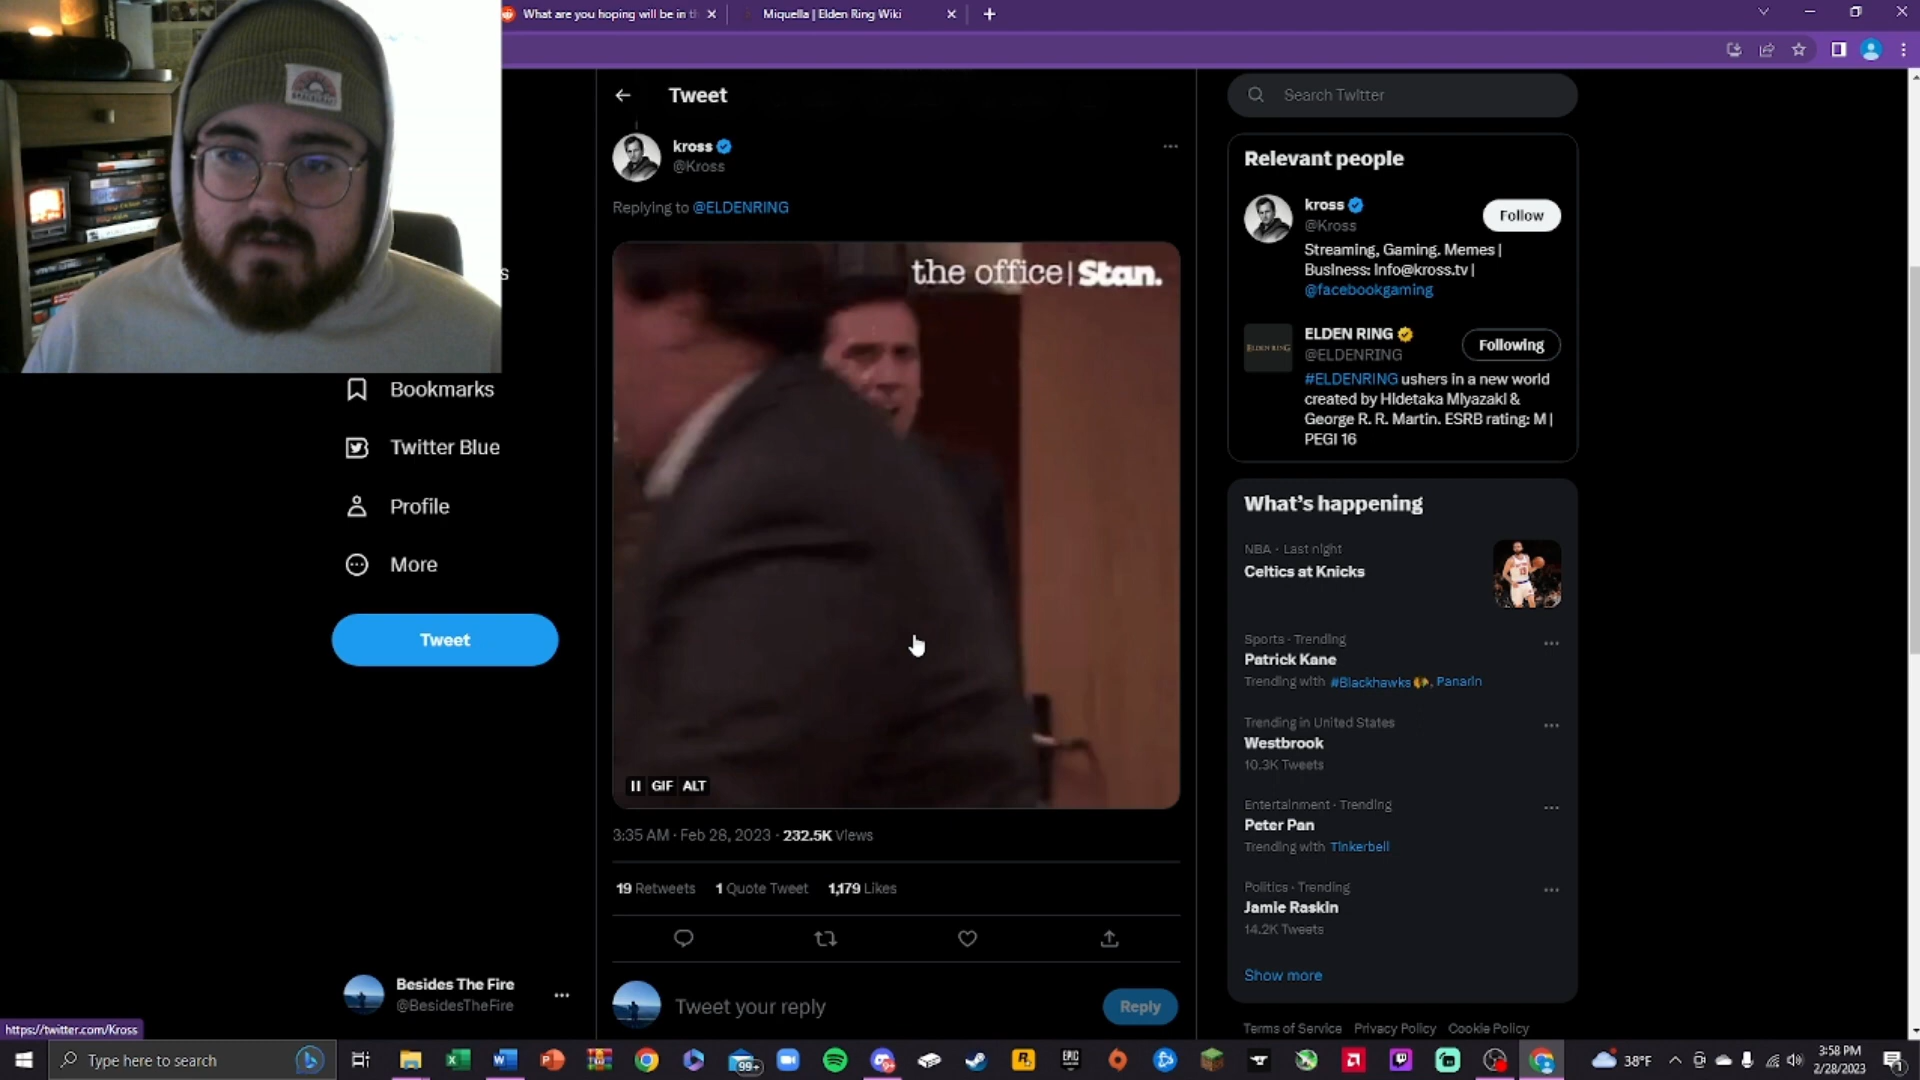 What are you hoping will be in t
Miquella | Elden Ring Wiki
Tweet
kross
@Kross
Replying to @ELDENRING
the office | Stan.
GIF ALT
3:35 AM · Feb 28, 2023 · 232.5K Views
19 Retweets 1 Quote Tweet 1,179 Likes
Tweet your reply
Reply
s
Bookmarks
Twitter Blue
Profile
More
Tweet
Besides The Fire
@BesidesTheFire
https://twitter.com/Kross
Search Twitter
Relevant people
kross
@Kross
Follow
Streaming, Gaming. Memes |
Business: Info@kross.tv |
@facebookgaming
ELDEN RING
ELDEN RING
@ELDENRING
Following
#ELDENRING ushers in a new world
created by Hidetaka Miyazaki &
George R. R. Martin. ESRB rating: M |
PEGI 16
What's happening
NBA · Last night
Celtics at Knicks
Sports · Trending
Patrick Kane
Trending with #Blackhawks, Panarin
Trending in United States
Westbrook
10.3K Tweets
Entertainment · Trending
Peter Pan
Trending with Tinkerbell
Politics · Trending
Jamie Raskin
14.2K Tweets
Show more
Terms of Service Privacy Policy Cookie Policy
Type here to search
99+
38°F
3:58 PM
2/28/2023